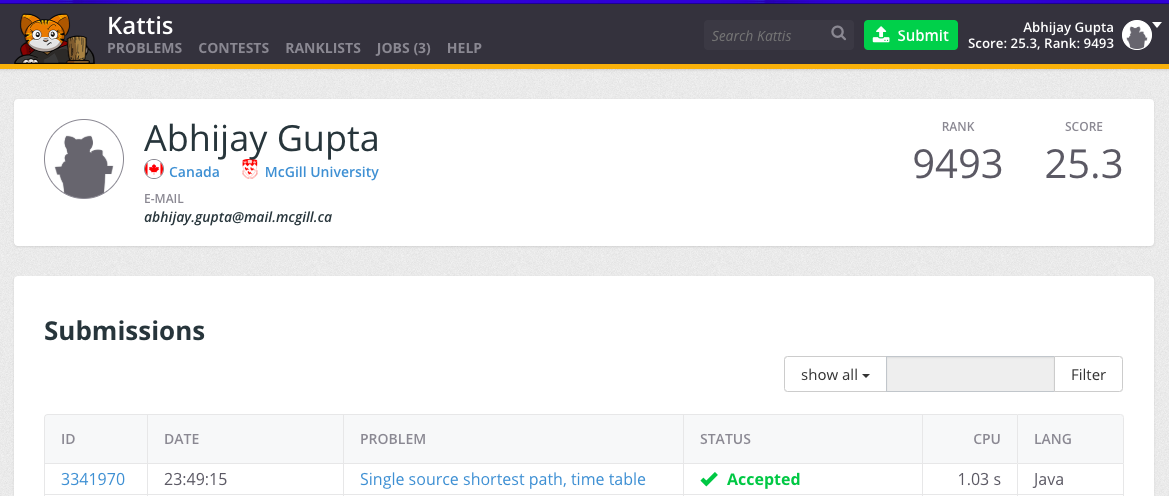 Kattis
PROBLEMS CONTESTS RANKLISTS JOBS (3) HELP
Search Kattis
Submit
Abhijay Gupta
Score: 25.3, Rank: 9493
Abhijay Gupta
Canada McGill University
E-MAIL
abhijay.gupta@mail.mcgill.ca
RANK SCORE
9493 25.3
Submissions
show all Filter
ID DATE PROBLEM STATUS CPU LANG
3341970 23:49:15 Single source shortest path, time table Accepted 1.03 s Java